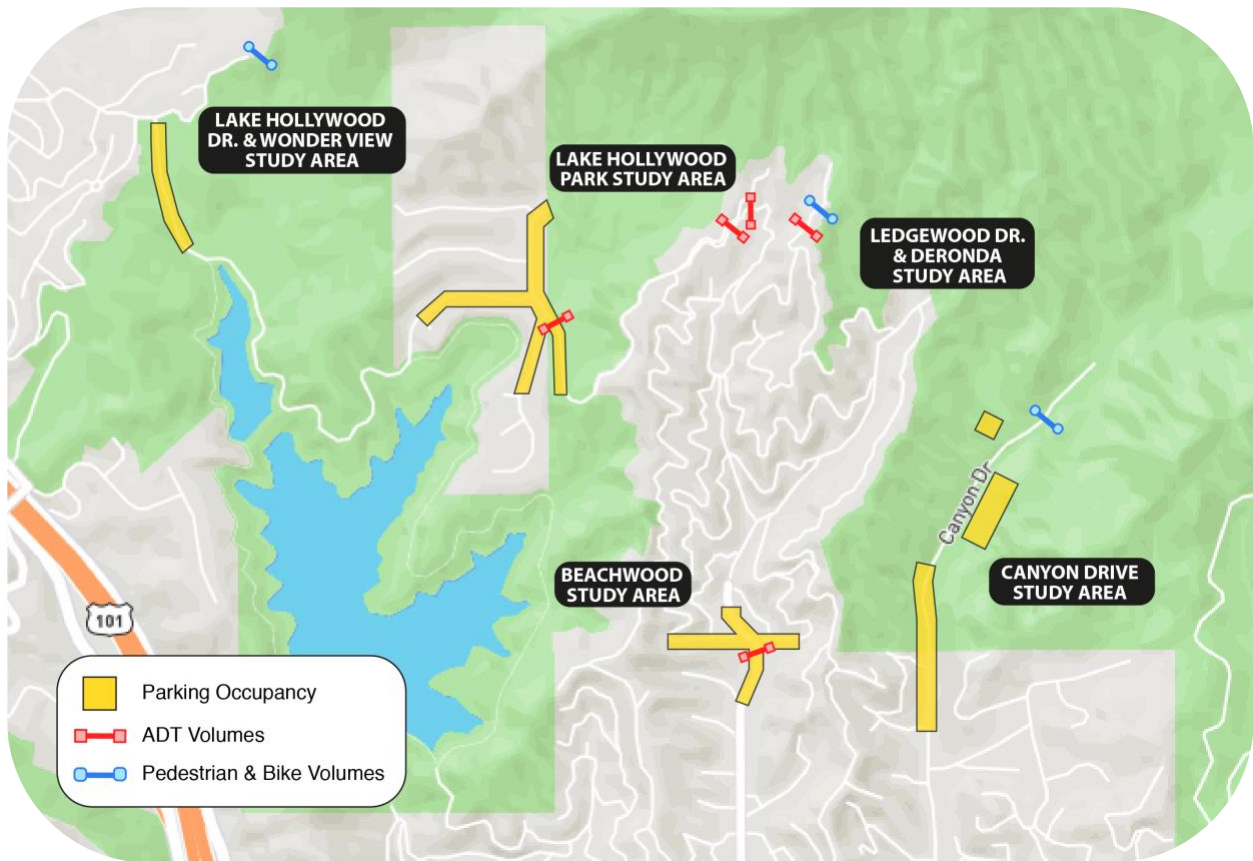 LAKE HOLLYWOOD
DR. & WONDER VIEW
STUDY AREA
LAKE HOLLYWOOD
PARK STUDY AREA
LEDGEWOOD DR.
& DERONDA
STUDY AREA
Canyon Dr
BEACHWOOD
STUDY AREA
CANYON DRIVE
STUDY AREA
101
Parking Occupancy
ADT Volumes
Pedestrian & Bike Volumes